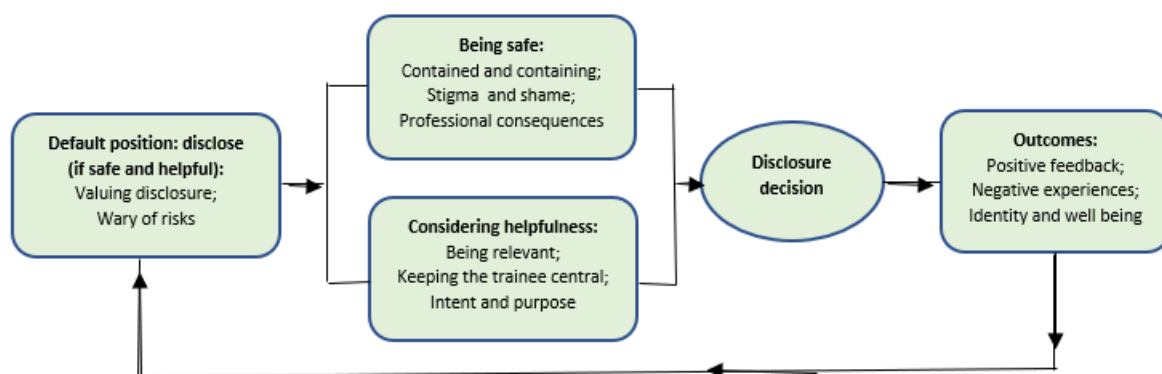 Default position: disclose
(if safe and helpful):
Valuing disclosure;
Wary of risks
Being safe:
Contained and containing;
Stigma and shame;
Professional consequences
Considering helpfulness:
Being relevant;
Keeping the trainee central;
Intent and purpose
Disclosure
decision
Outcomes:
Positive feedback;
Negative experiences;
Identity and well being